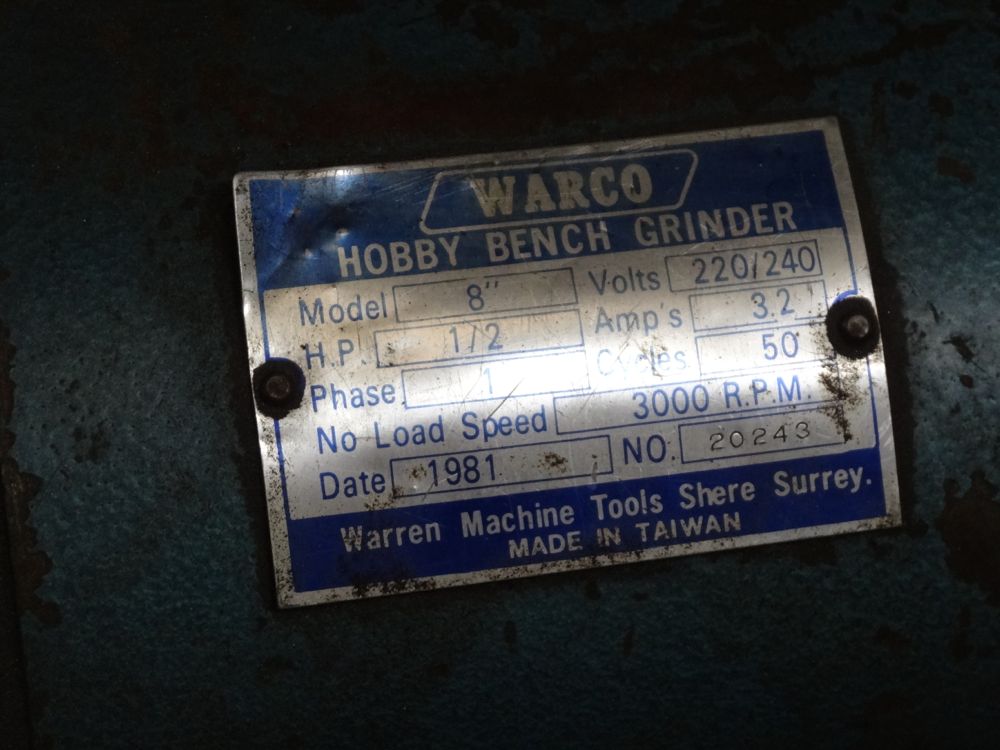 WARCO
HOBBY BENCH GRINDER
Model 8" Volts 220/240
H.P. 1/2 Amp's 3.2
Phase 1 Cycles 50
No Load Speed 3000 R.P.M.
Date 1981 NO. 20243
Warren Machine Tools Shere Surrey.
MADE IN TAIWAN